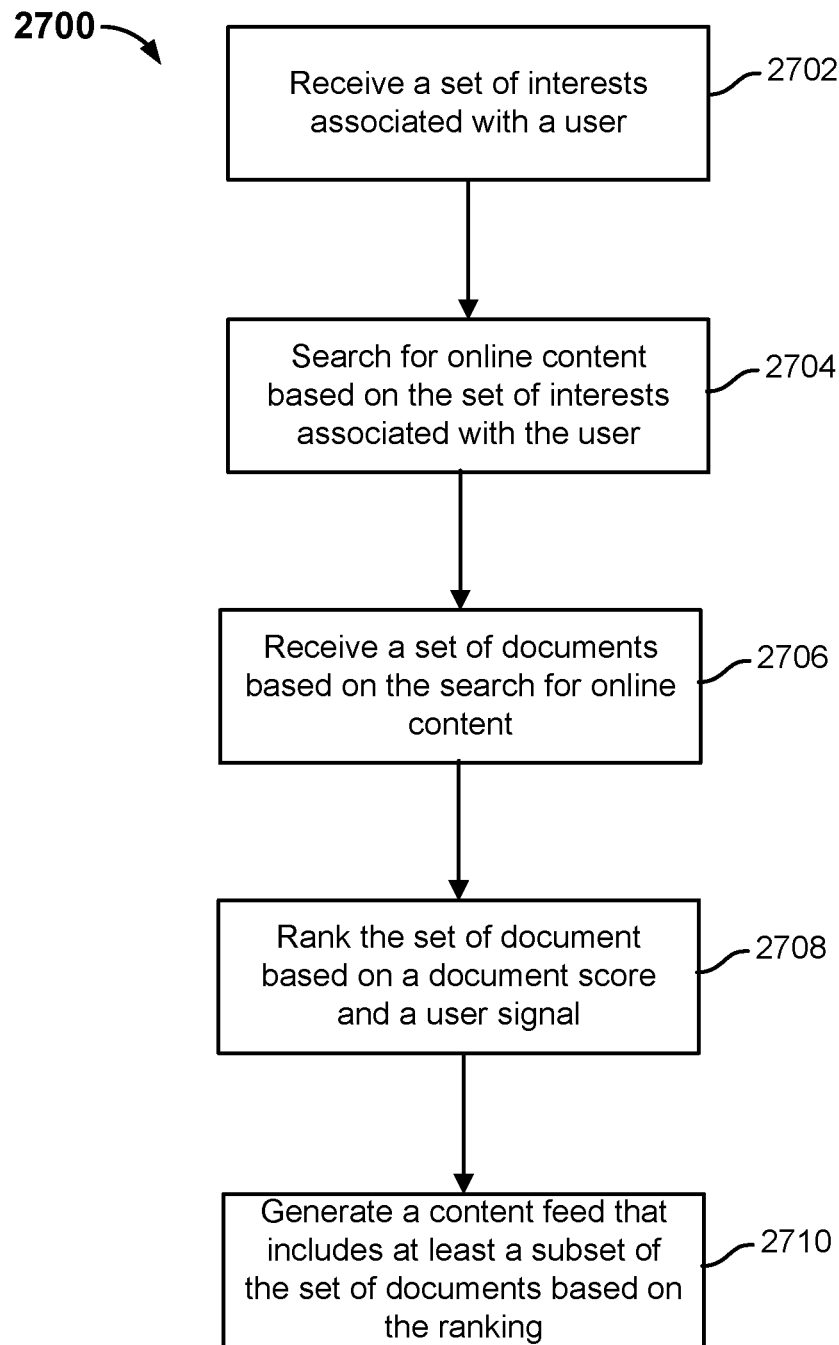 2700
Receive a set of interests
associated with a user
2702
Search for online content
based on the set of interests
associated with the user
2704
Receive a set of documents
based on the search for online
content
2706
Rank the set of document
based on a document score
and a user signal
2708
Generate a content feed that
includes at least a subset of
the set of documents based on
the ranking
2710